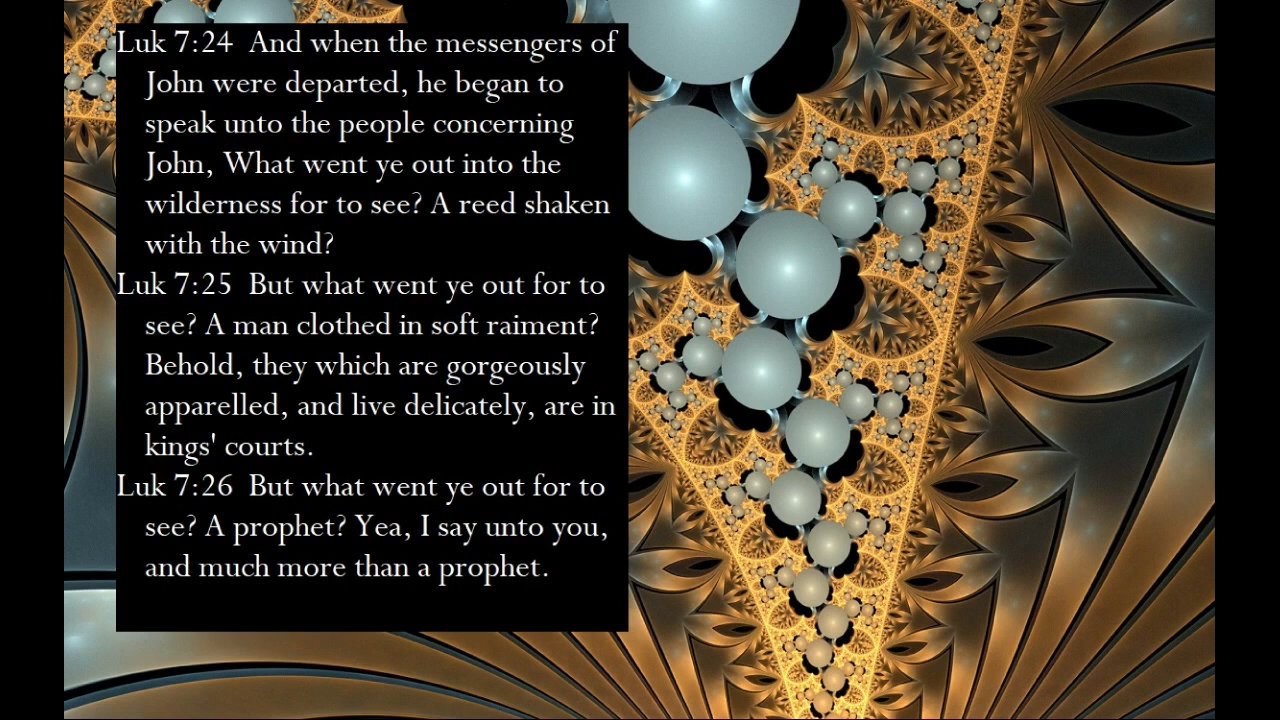 Luk 7:24  And when the messengers of
John were departed, he began to
speak unto the people concerning
John, What went ye out into the
wilderness for to see? A reed shaken
with the wind?
Luk 7:25  But what went ye out for to
see? A man clothed in soft raiment?
Behold, they which are gorgeously
apparelled, and live delicately, are in
kings' courts.
Luk 7:26  But what went ye out for to
see? A prophet? Yea, I say unto you,
and much more than a prophet.